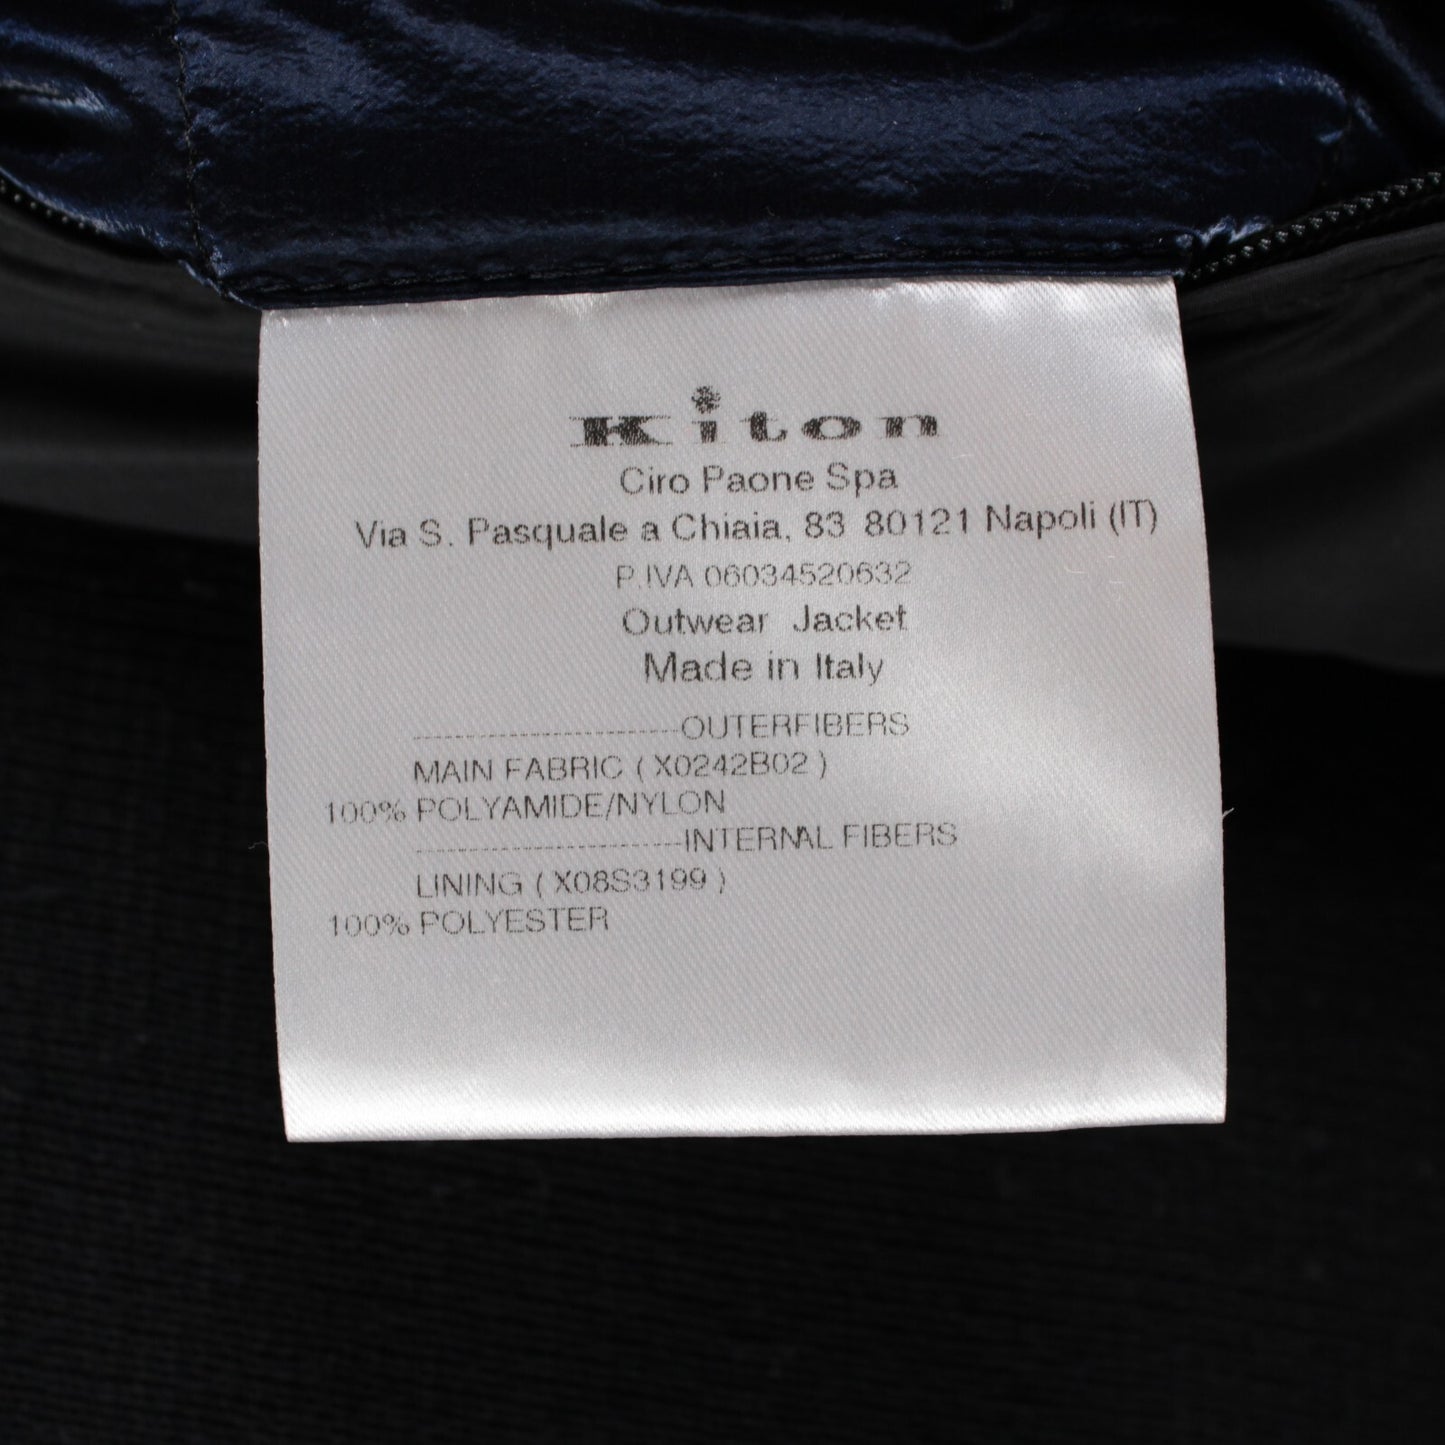 Kiton
Ciro Paone Spa
Via S. Pasquale a Chiaia, 83 80121 Napoli (IT)
P.IVA 06034520632
Outwear Jacket
Made in Italy
-------------------------OUTERFIBERS
MAIN FABRIC ( X0242B02 )
100% POLYAMIDE/NYLON
-------------------------INTERNAL FIBERS
LINING ( X08S3199 )
100% POLYESTER